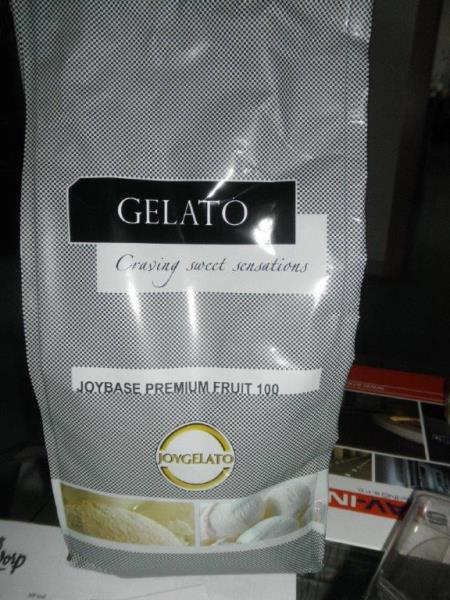 GELATO
Craving sweet sensations
JOYBASE PREMIUM FRUIT 100
JOYGELATO